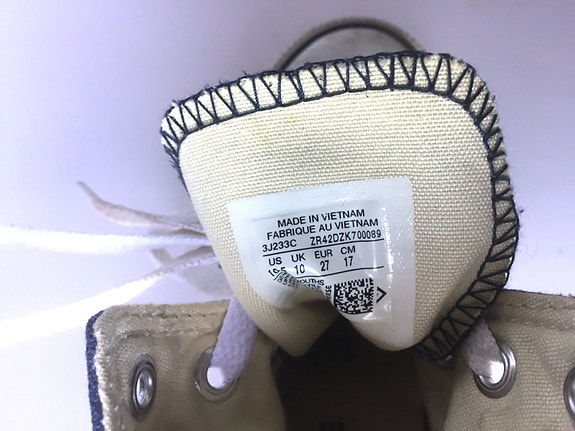 MADE IN VIETNAM
FABRIQUE AU VIETNAM
3J233C ZR42DZK700089
US UK EUR CM
10 27 17